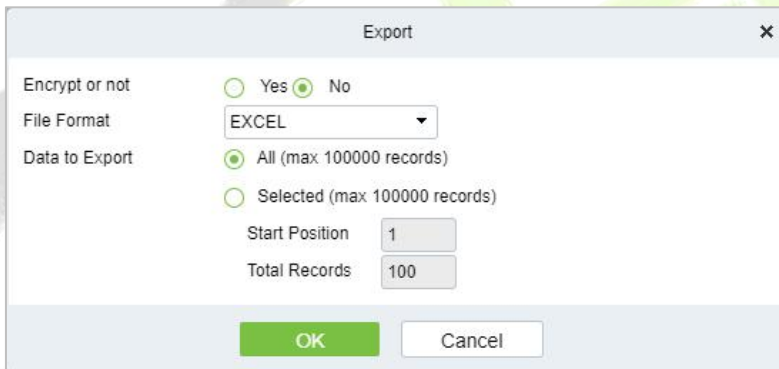 Export
Encrypt or not Yes No
File Format EXCEL
Data to Export All (max 100000 records)
Selected (max 100000 records)
Start Position 1
Total Records 100
OK Cancel